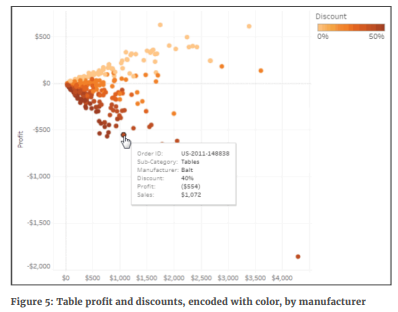 Discount
0% 50%
$500
$0
-$500
-$1,000
-$1,500
-$2,000
Profit
Order ID: US-2011-148838
Sub-Category: Tables
Manufacturer: Balt
Discount: 40%
Profit: ($554)
Sales: $1,072
$0 $500 $1,000 $1,500 $2,000 $2,500 $3,000 $3,500 $4,000
Figure 5: Table profit and discounts, encoded with color, by manufacturer